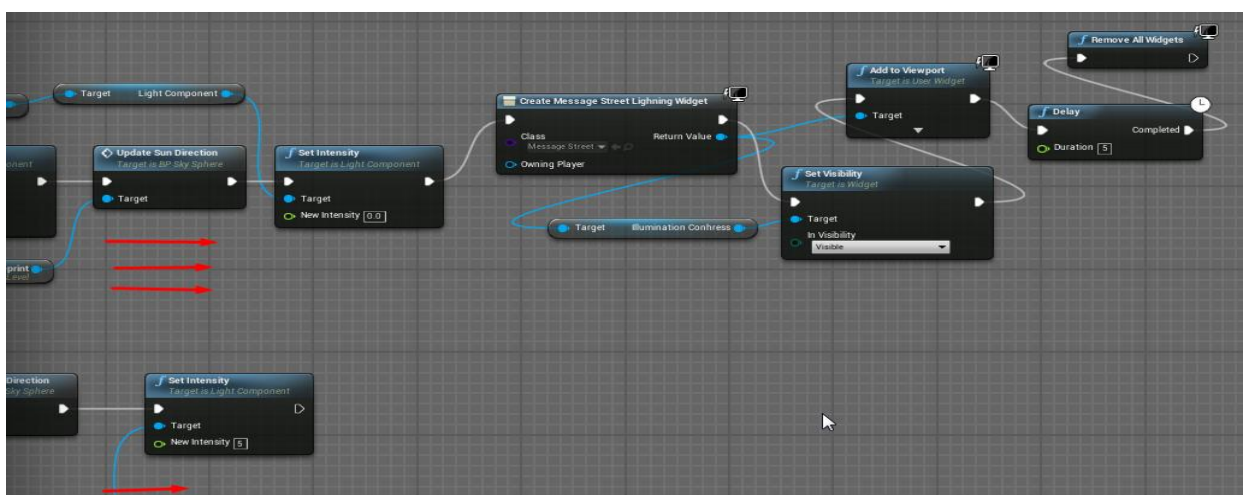 Target Light Component
Update Sun Direction
Target is BP Sky Sphere
Target
Set Intensity
Target is Light Component
Target
New Intensity 0.0
Create Message Street Lighning Widget
Class
Message Street
Return Value
Owning Player
Target Illumination Conhress
Set Visibility
Target is Widget
Target
In Visibility
Visible
Add to Viewport
Target is User Widget
Target
Delay
Completed
Duration 5
Remove All Widgets
onent
print
Level
Direction
Sky Sphere
Set Intensity
Target is Light Component
Target
New Intensity 5